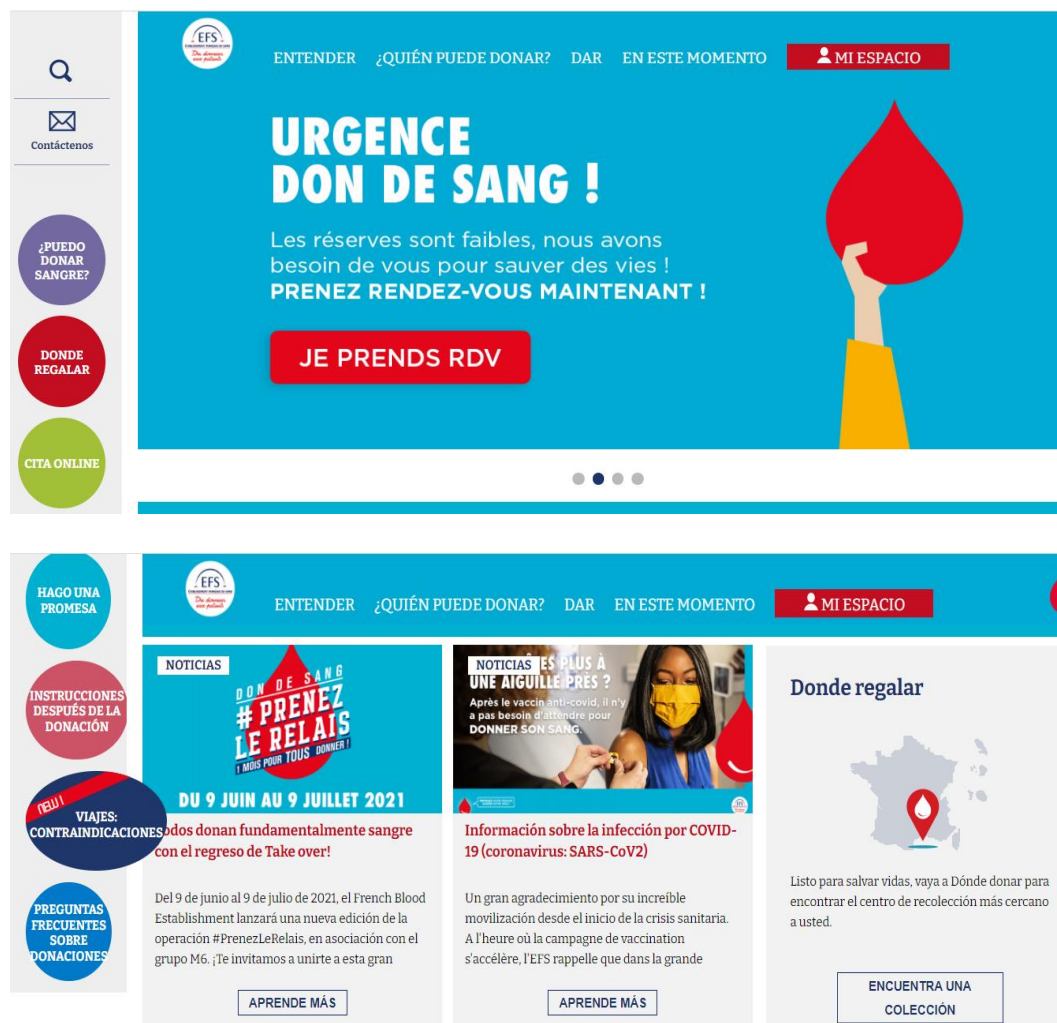 EFS
ENTENDER ¿QUIÉN PUEDE DONAR? DAR EN ESTE MOMENTO MI ESPACIO
Contáctenos
¿PUEDO
DONAR
SANGRE?
DONDE
REGALAR
CITA ONLINE
URGENCE
DON DE SANG !
Les réserves sont faibles, nous avons
besoin de vous pour sauver des vies !
PRENEZ RENDEZ-VOUS MAINTENANT !
JE PRENDS RDV
HAGO UNA
PROMESA
INSTRUCCIONES
DESPUÉS DE LA
DONACIÓN
NEW !
VIAJES:
CONTRAINDICACIONES
PREGUNTAS
FRECUENTES
SOBRE
DONACIONES
EFS
ENTENDER ¿QUIÉN PUEDE DONAR? DAR EN ESTE MOMENTO MI ESPACIO
NOTICIAS
DON DE SANG
# PRENEZ
LE RELAIS
1 MOIS POUR TOUS DONNER !
DU 9 JUIN AU 9 JUILLET 2021
odos donan fundamentalmente sangre
con el regreso de Take over!
Del 9 de junio al 9 de julio de 2021, el French Blood
Establishment lanzará una nueva edición de la
operación #PrenezLeRelais, en asociación con el
grupo M6. ¡Te invitamos a unirte a esta gran
APRENDE MÁS
NOTICIAS
ES PLUS À
UNE AIGUILLE PRÈS ?
Après le vaccin anti-covid, il n'y
a pas besoin d'attendre pour
DONNER SON SANG.
Información sobre la infección por COVID-
19 (coronavirus: SARS-CoV2)
Un gran agradecimiento por su increíble
movilización desde el inicio de la crisis sanitaria.
A l'heure où la campagne de vaccination
s'accélère, l'EFS rappelle que dans la grande
APRENDE MÁS
Donde regalar
Listo para salvar vidas, vaya a Dónde donar para
encontrar el centro de recolección más cercano
a usted.
ENCUENTRA UNA
COLECCIÓN